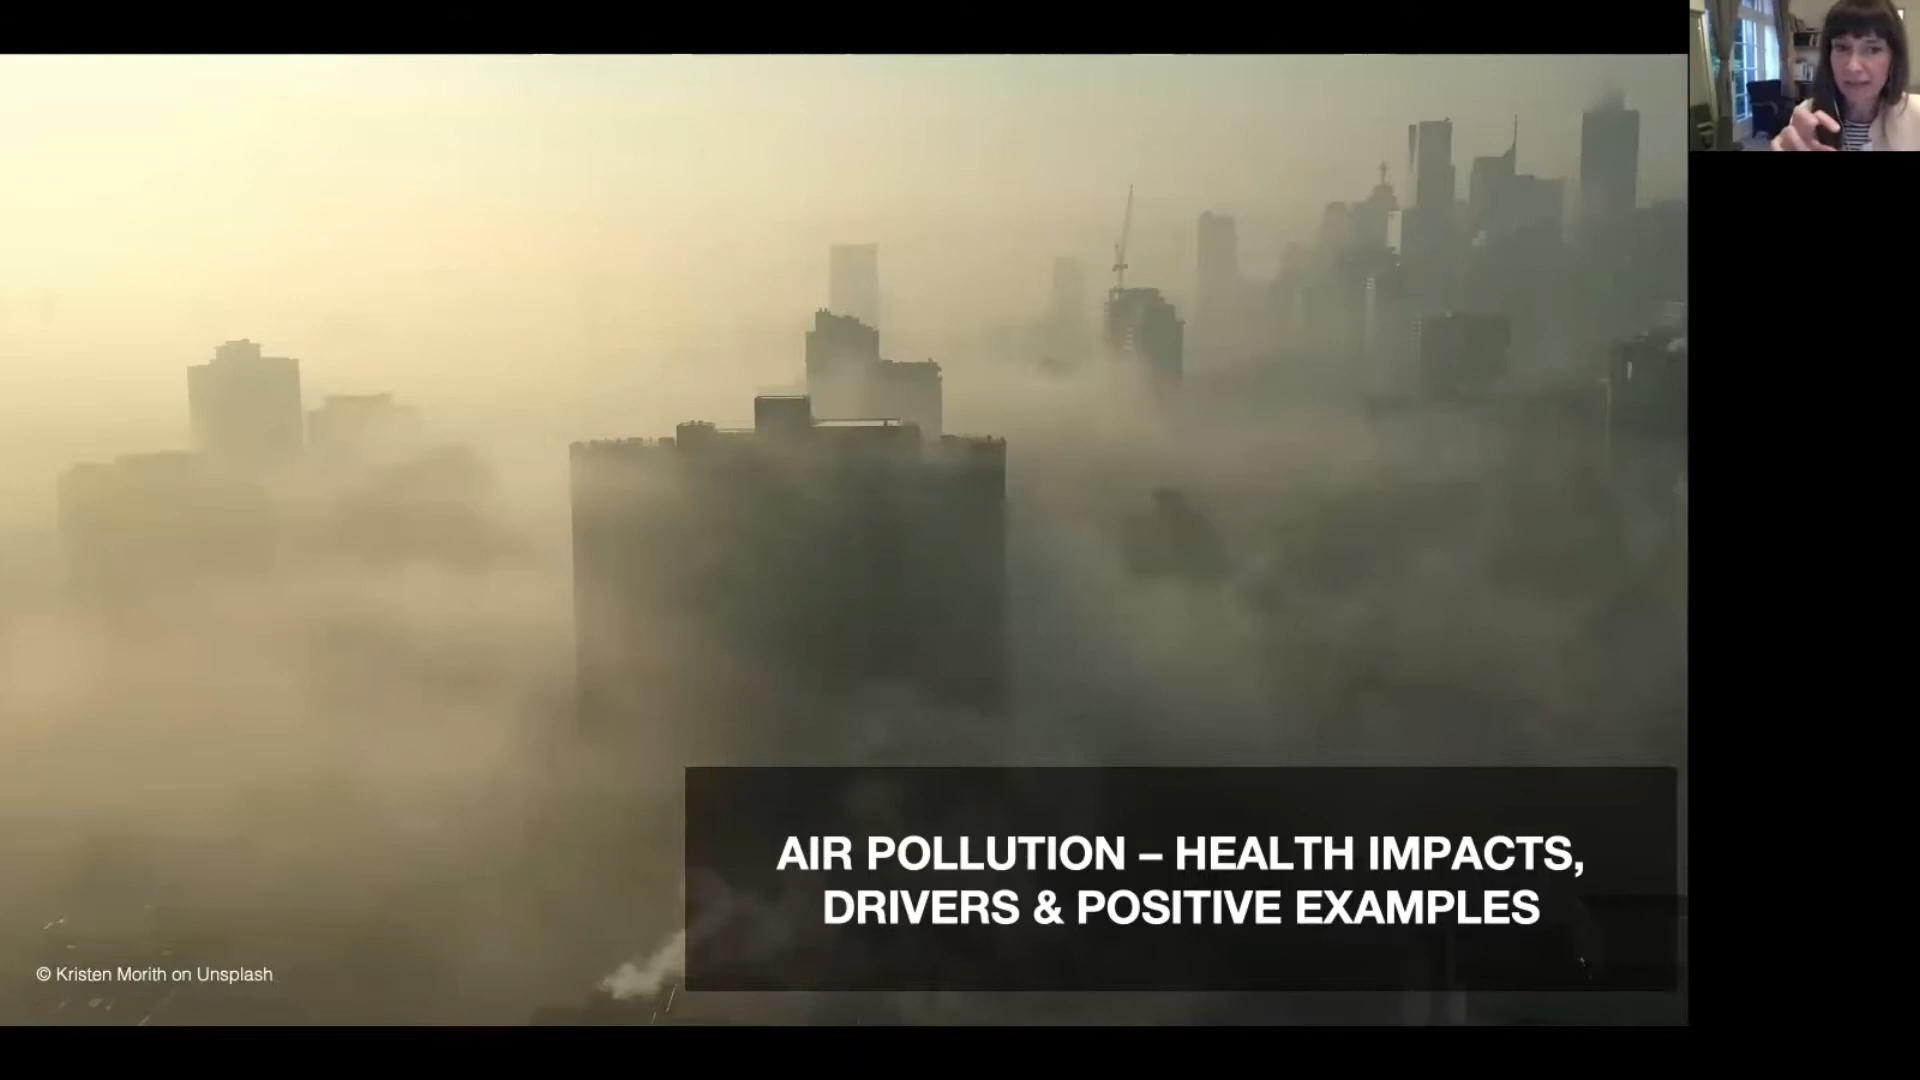 AIR POLLUTION – HEALTH IMPACTS,
DRIVERS & POSITIVE EXAMPLES
© Kristen Morith on Unsplash